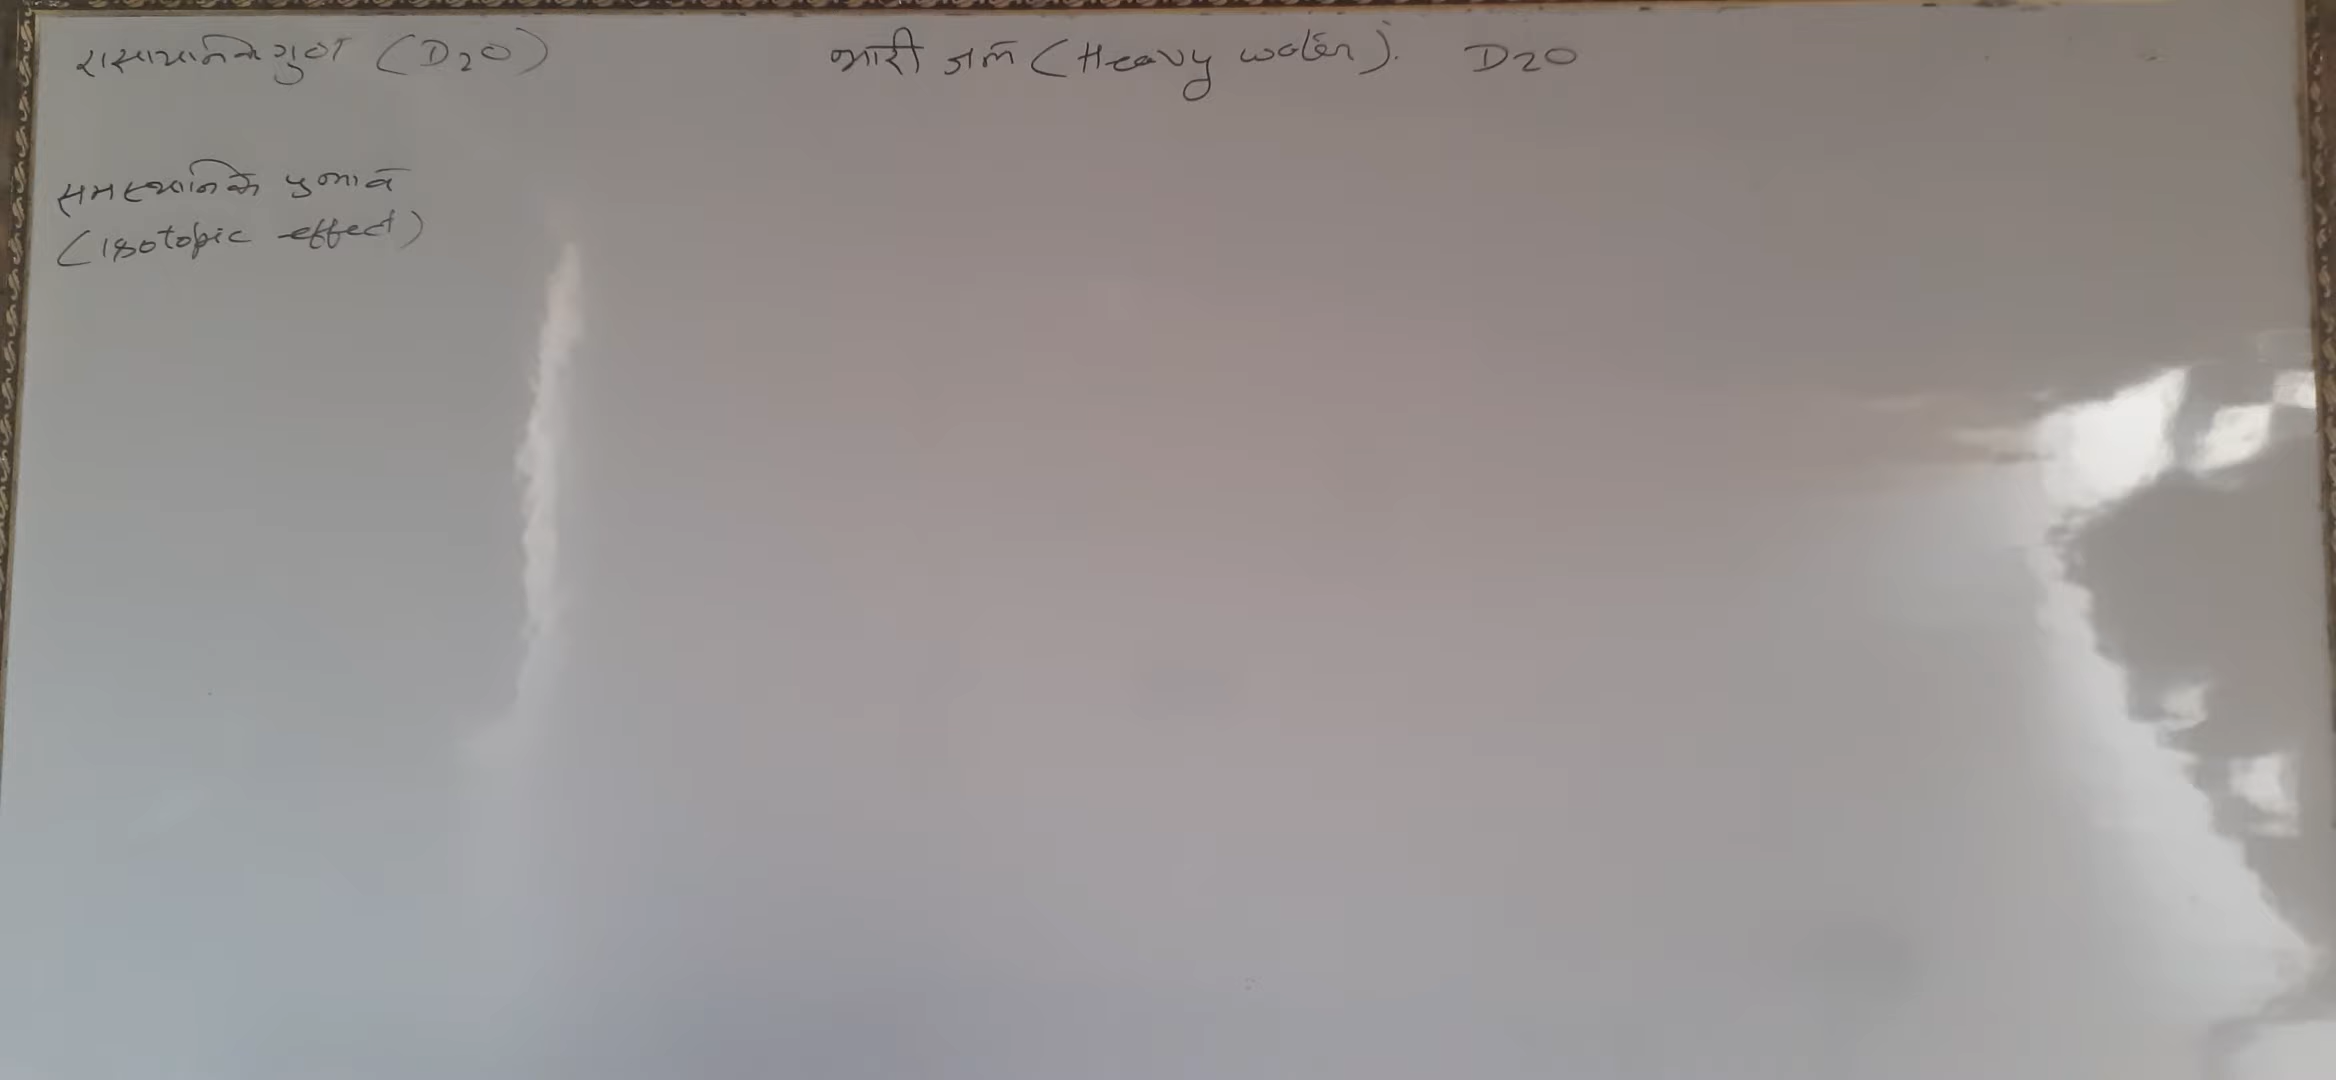 रासायनिक गुण (D2O)
भारी जल (Heavy water). D2O
समस्थानिक प्रभाव
(isotopic effect)